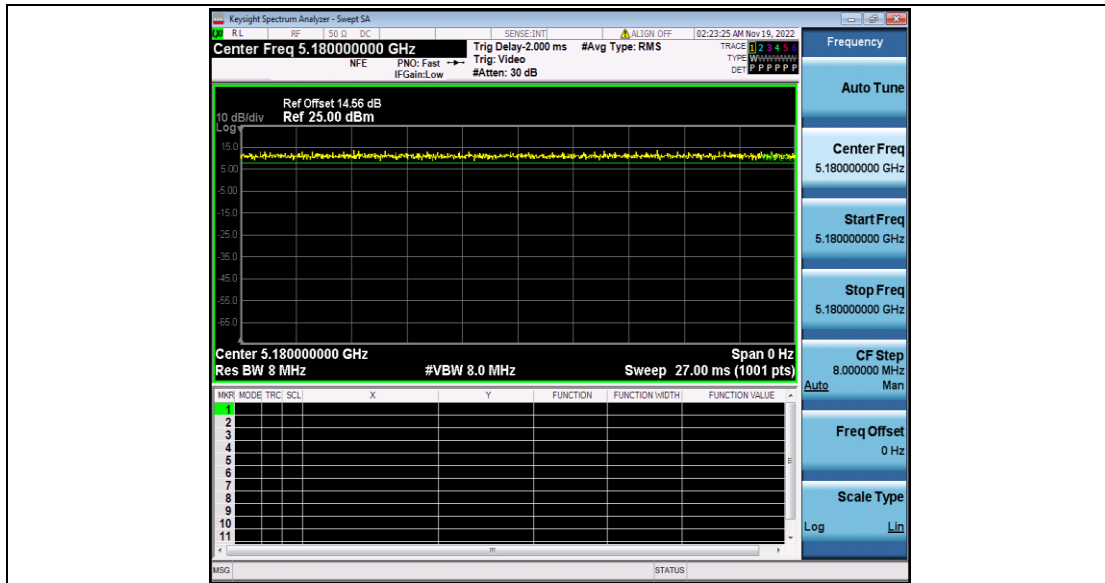 Keysight Spectrum Analyzer - Swept SA
RL RF 50 Ω DC SENSE:INT ALIGN OFF 02:23:25 AM Nov 19, 2022
Center Freq 5.180000000 GHz
NFE PNO: Fast IFGain:Low
Trig Delay-2.000 ms #Avg Type: RMS
Trig: Video
#Atten: 30 dB
TRACE 1 2 3 4 5 6
TYPE WWWWWW
DET P P P P P P
Ref Offset 14.56 dB
10 dB/div Ref 25.00 dBm
Log
15.0
5.00
-5.00
-15.0
-25.0
-35.0
-45.0
-55.0
-65.0
Center 5.180000000 GHz Span 0 Hz
Res BW 8 MHz #VBW 8.0 MHz Sweep 27.00 ms (1001 pts)
MKR MODE TRC SCL X Y FUNCTION FUNCTION WIDTH FUNCTION VALUE
1
2
3
4
5
6
7
8
9
10
11
MSG STATUS
Frequency
Auto Tune
Center Freq
5.180000000 GHz
Start Freq
5.180000000 GHz
Stop Freq
5.180000000 GHz
CF Step
8.000000 MHz
Auto Man
Freq Offset
0 Hz
Scale Type
Log Lin